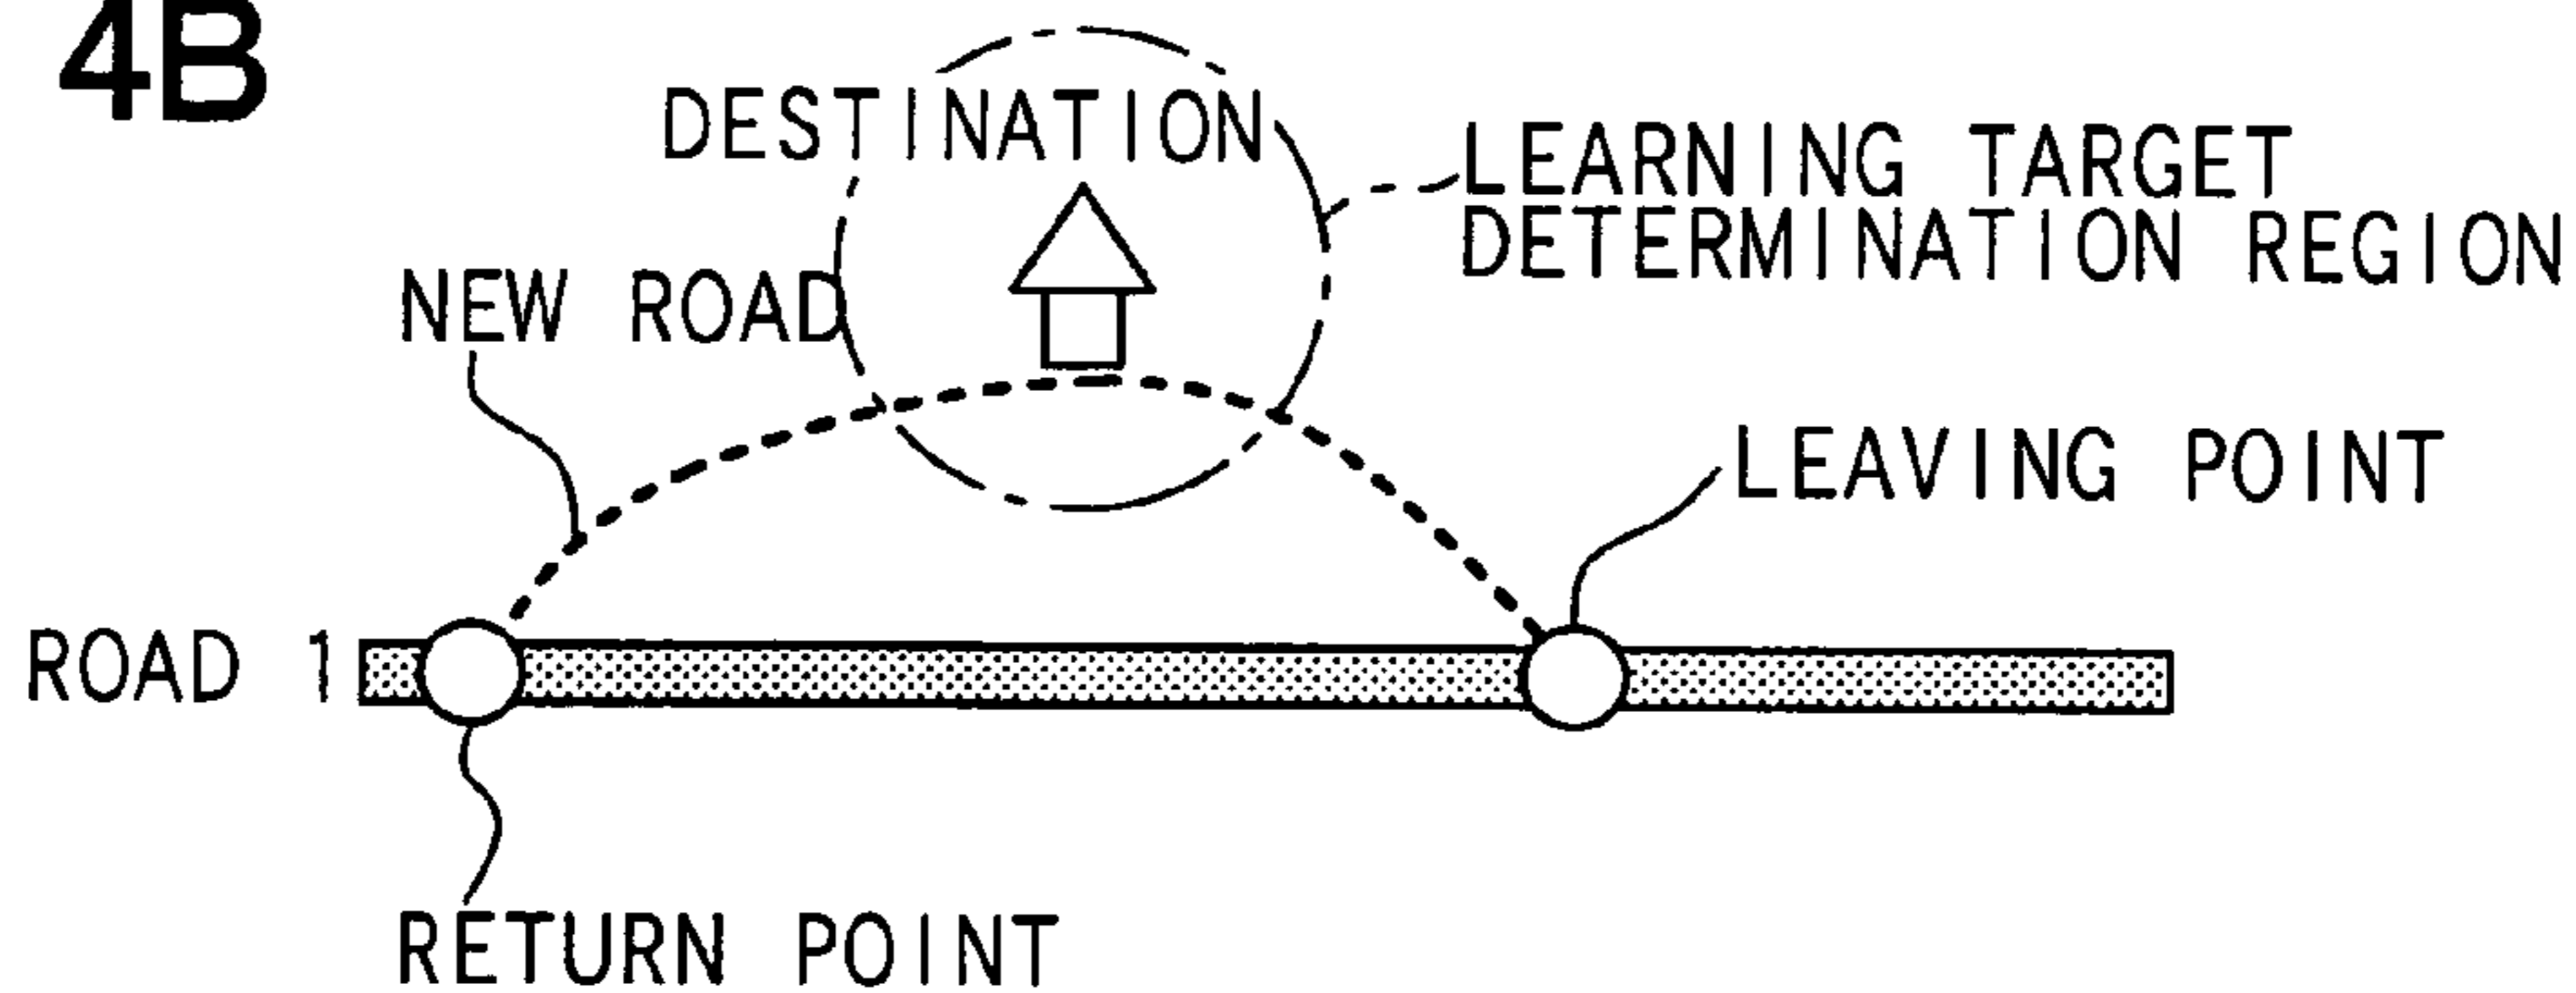 4B
DESTINATION
LEARNING TARGET
DETERMINATION REGION
NEW ROAD
LEAVING POINT
ROAD 1
RETURN POINT